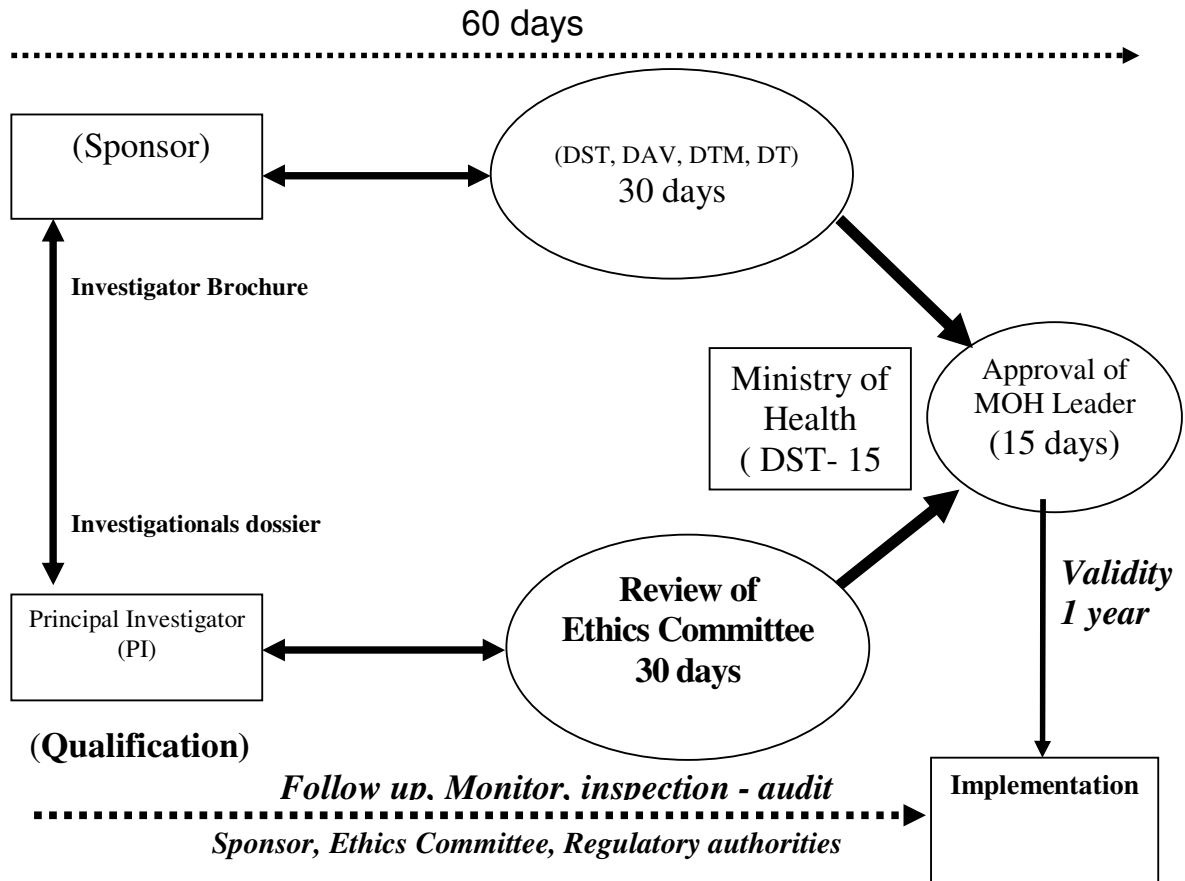 60 days
(Sponsor)
(DST, DAV, DTM, DT)
30 days
Investigator Brochure
Ministry of
Health
( DST- 15
Approval of
MOH Leader
(15 days)
Investigationals dossier
Principal Investigator
(PI)
Review of
Ethics Committee
30 days
Validity
1 year
(Qualification)
Follow up, Monitor, inspection - audit
Sponsor, Ethics Committee, Regulatory authorities
Implementation